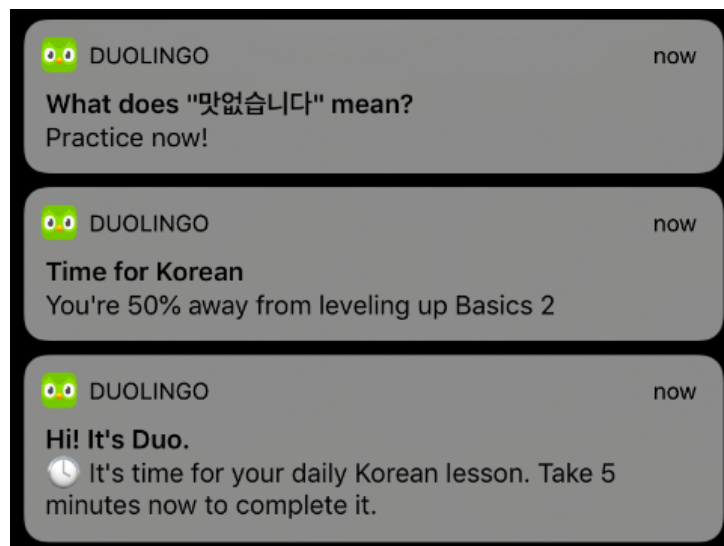 DUOLINGO now
What does "맛없습니다" mean?
Practice now!
DUOLINGO now
Time for Korean
You're 50% away from leveling up Basics 2
DUOLINGO now
Hi! It's Duo.
🕓 It's time for your daily Korean lesson. Take 5
minutes now to complete it.